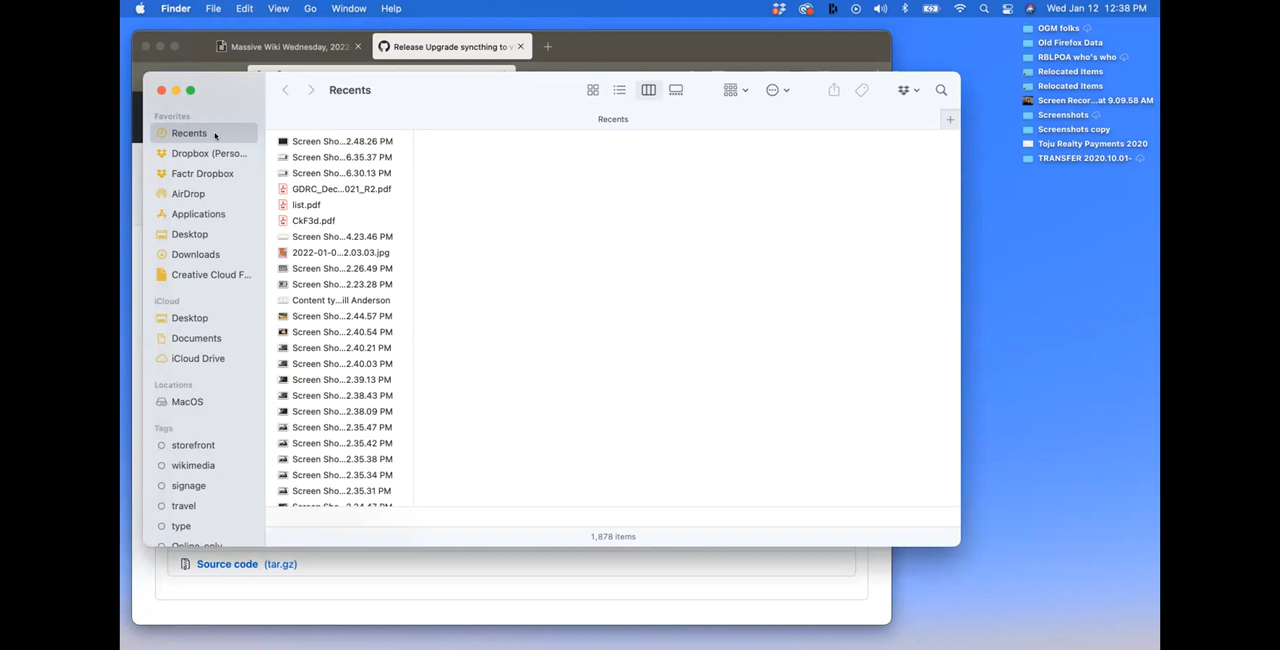 Finder File Edit View Go Window Help Wed Jan 12 12:38 PM
Massive Wiki Wednesday, 2022
Release Upgrade syncthing to v
OGM folks
Old Firefox Data
RBLPOA who's who
Relocated Items
Relocated Items
Screen Recor...at 9.09.58 AM
Screenshots
Screenshots copy
Toju Realty Payments 2020
TRANSFER 2020.10.01-
Recents
Recents
Favorites
Recents
Dropbox (Perso...
Factr Dropbox
AirDrop
Applications
Desktop
Downloads
Creative Cloud F...
iCloud
Desktop
Documents
iCloud Drive
Locations
MacOS
Tags
storefront
wikimedia
signage
travel
type
Online-only
Screen Sho...2.48.26 PM
Screen Sho...6.35.37 PM
Screen Sho...6.30.13 PM
GDRC_Dec...021_R2.pdf
list.pdf
CkF3d.pdf
Screen Sho...4.23.46 PM
2022-01-0...2.03.03.jpg
Screen Sho...2.26.49 PM
Screen Sho...2.23.28 PM
Content ty...ill Anderson
Screen Sho...2.44.57 PM
Screen Sho...2.40.54 PM
Screen Sho...2.40.21 PM
Screen Sho...2.40.03 PM
Screen Sho...2.39.13 PM
Screen Sho...2.38.43 PM
Screen Sho...2.38.09 PM
Screen Sho...2.35.47 PM
Screen Sho...2.35.42 PM
Screen Sho...2.35.38 PM
Screen Sho...2.35.34 PM
Screen Sho...2.35.31 PM
Screen Sho...2.34.47 PM
1,878 items
Source code (tar.gz)